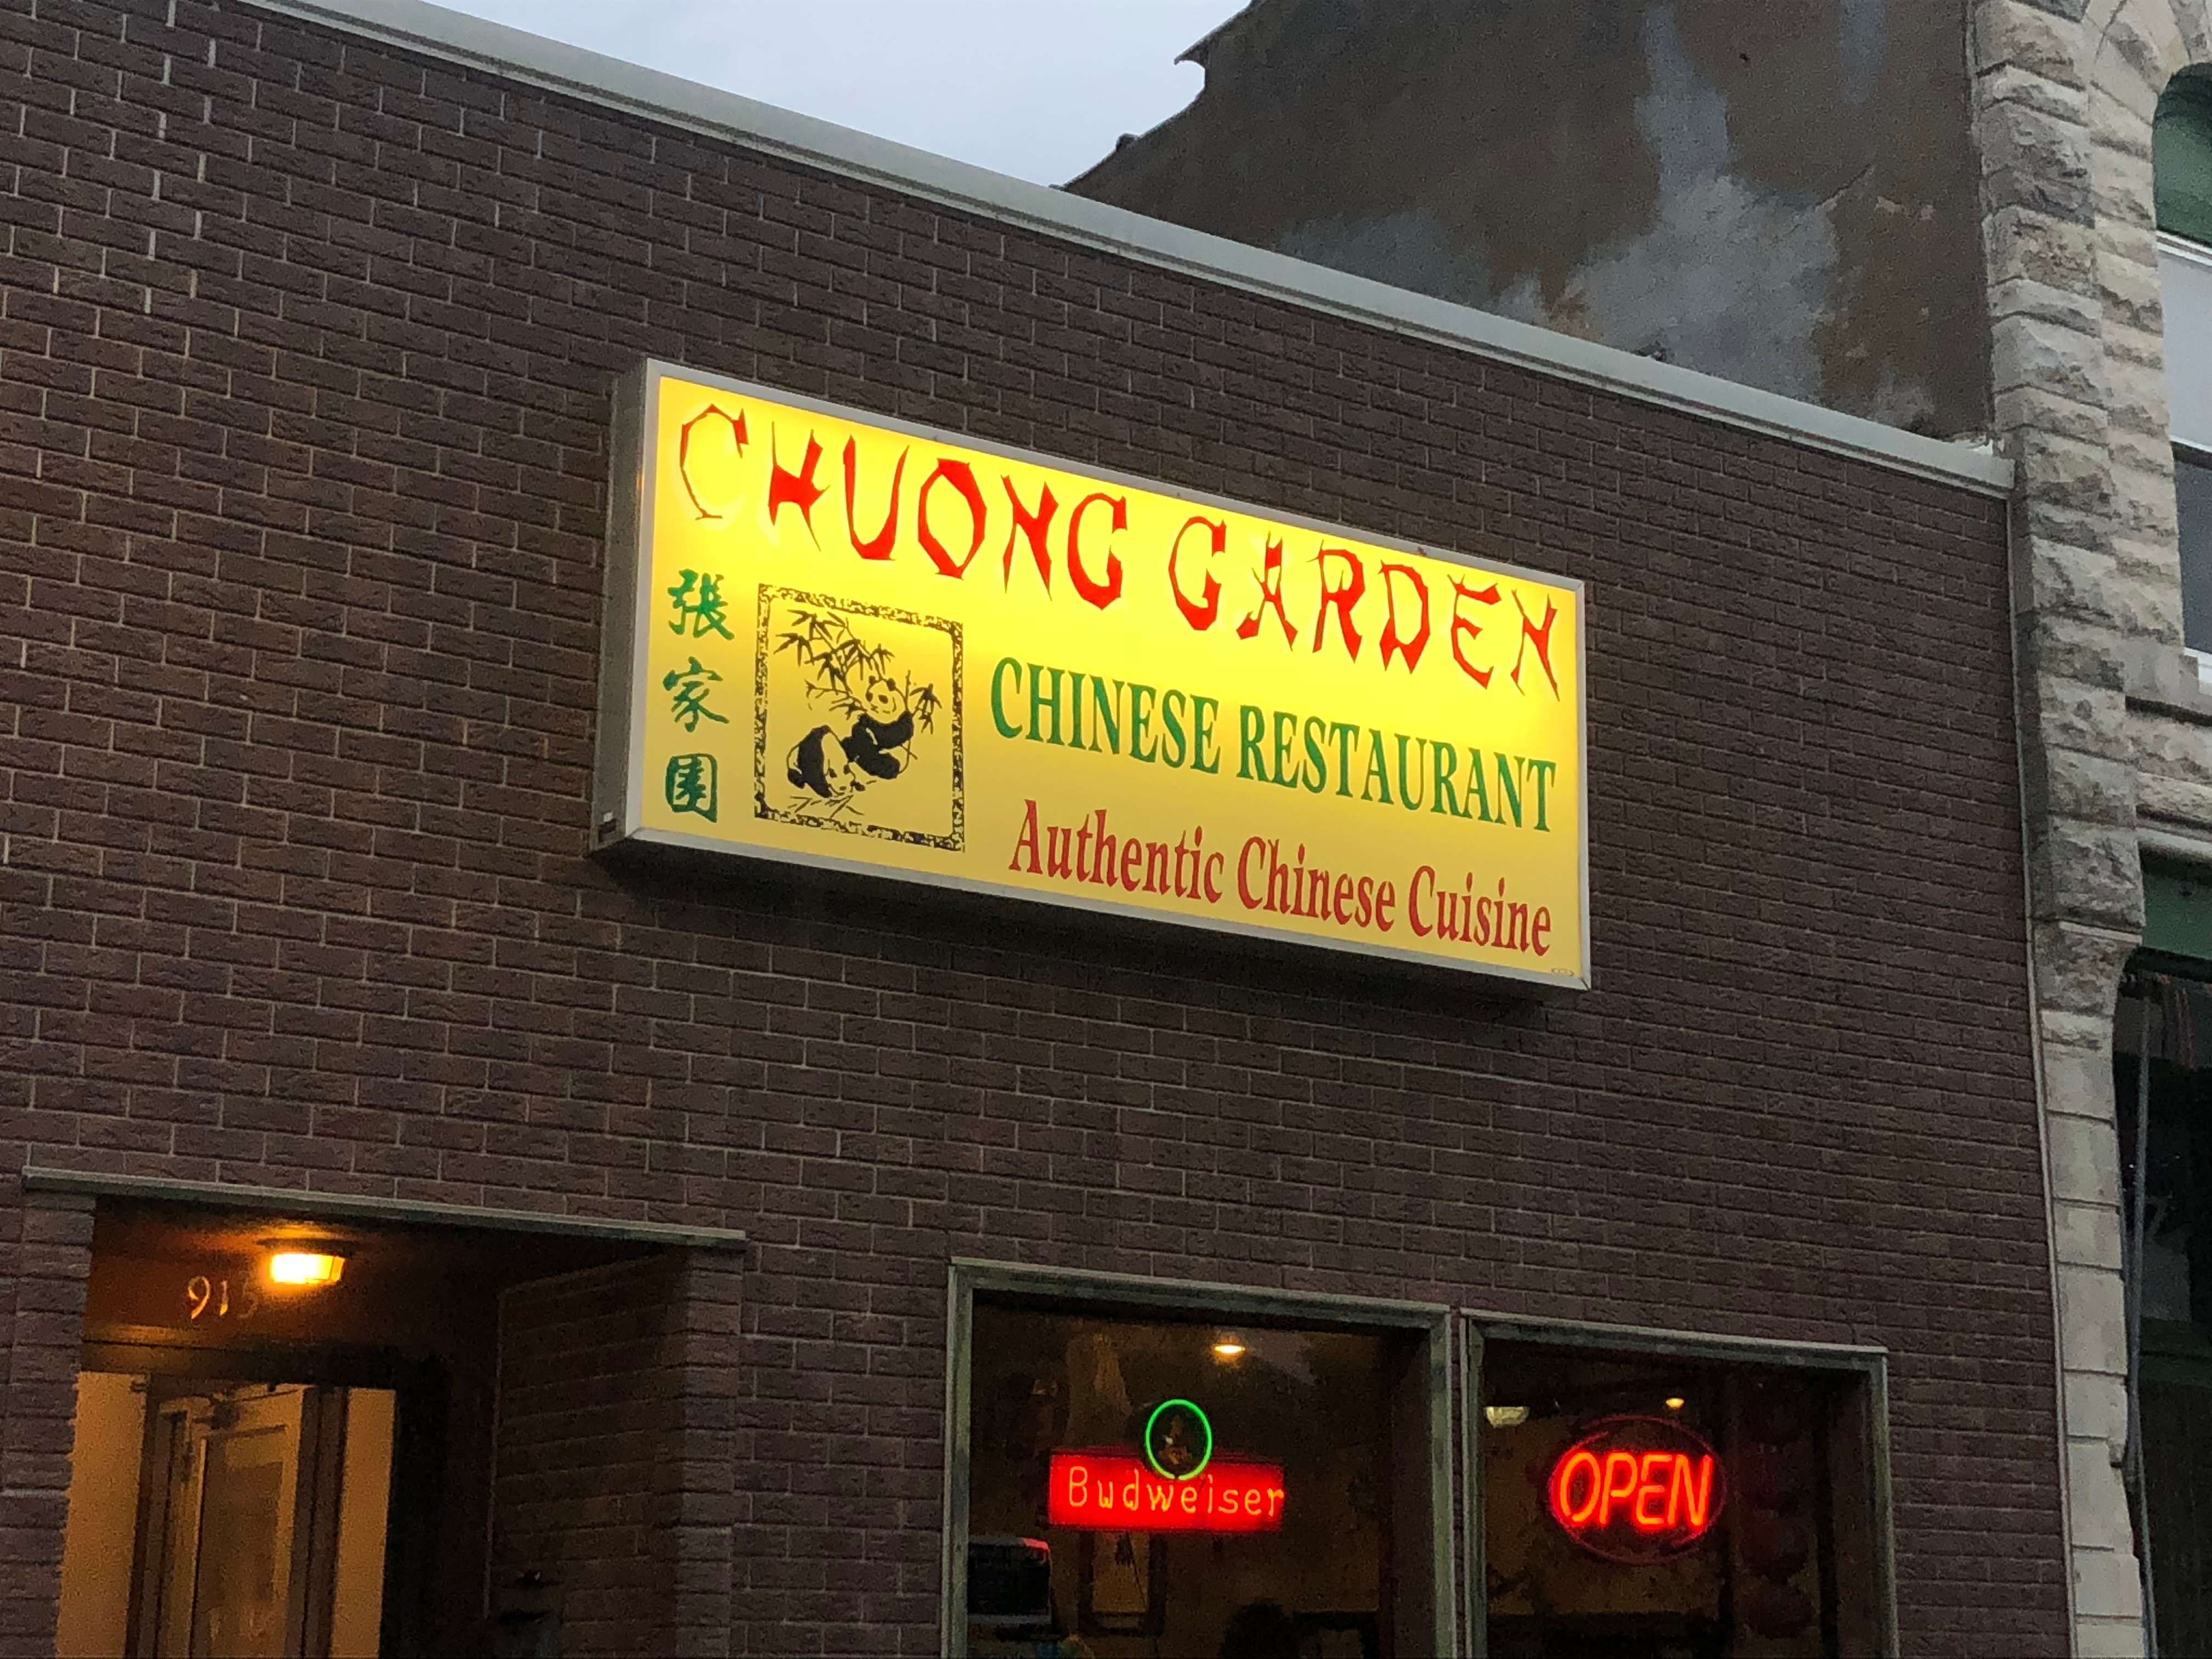 CHUONG GARDEN
張家園
CHINESE RESTAURANT
Authentic Chinese Cuisine
Budweiser
OPEN